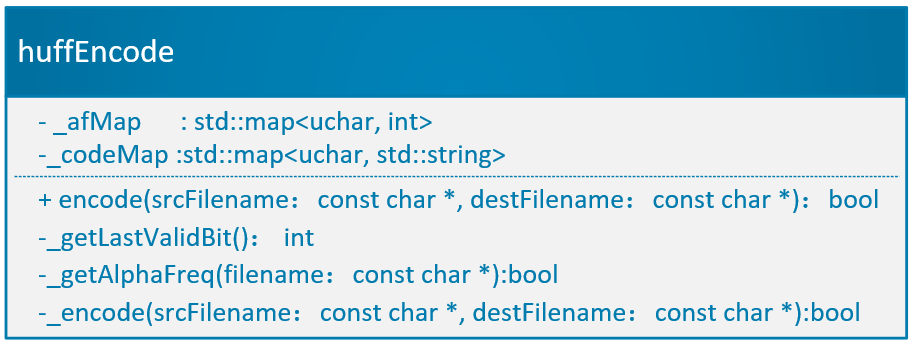 huffEncode
- _afMap : std::map<uchar, int>
-_codeMap :std::map<uchar, std::string>
+ encode(srcFilename： const char *, destFilename： const char *)： bool
-_getLastValidBit()： int
-_getAlphaFreq(filename： const char *):bool
-_encode(srcFilename： const char *, destFilename： const char *):bool